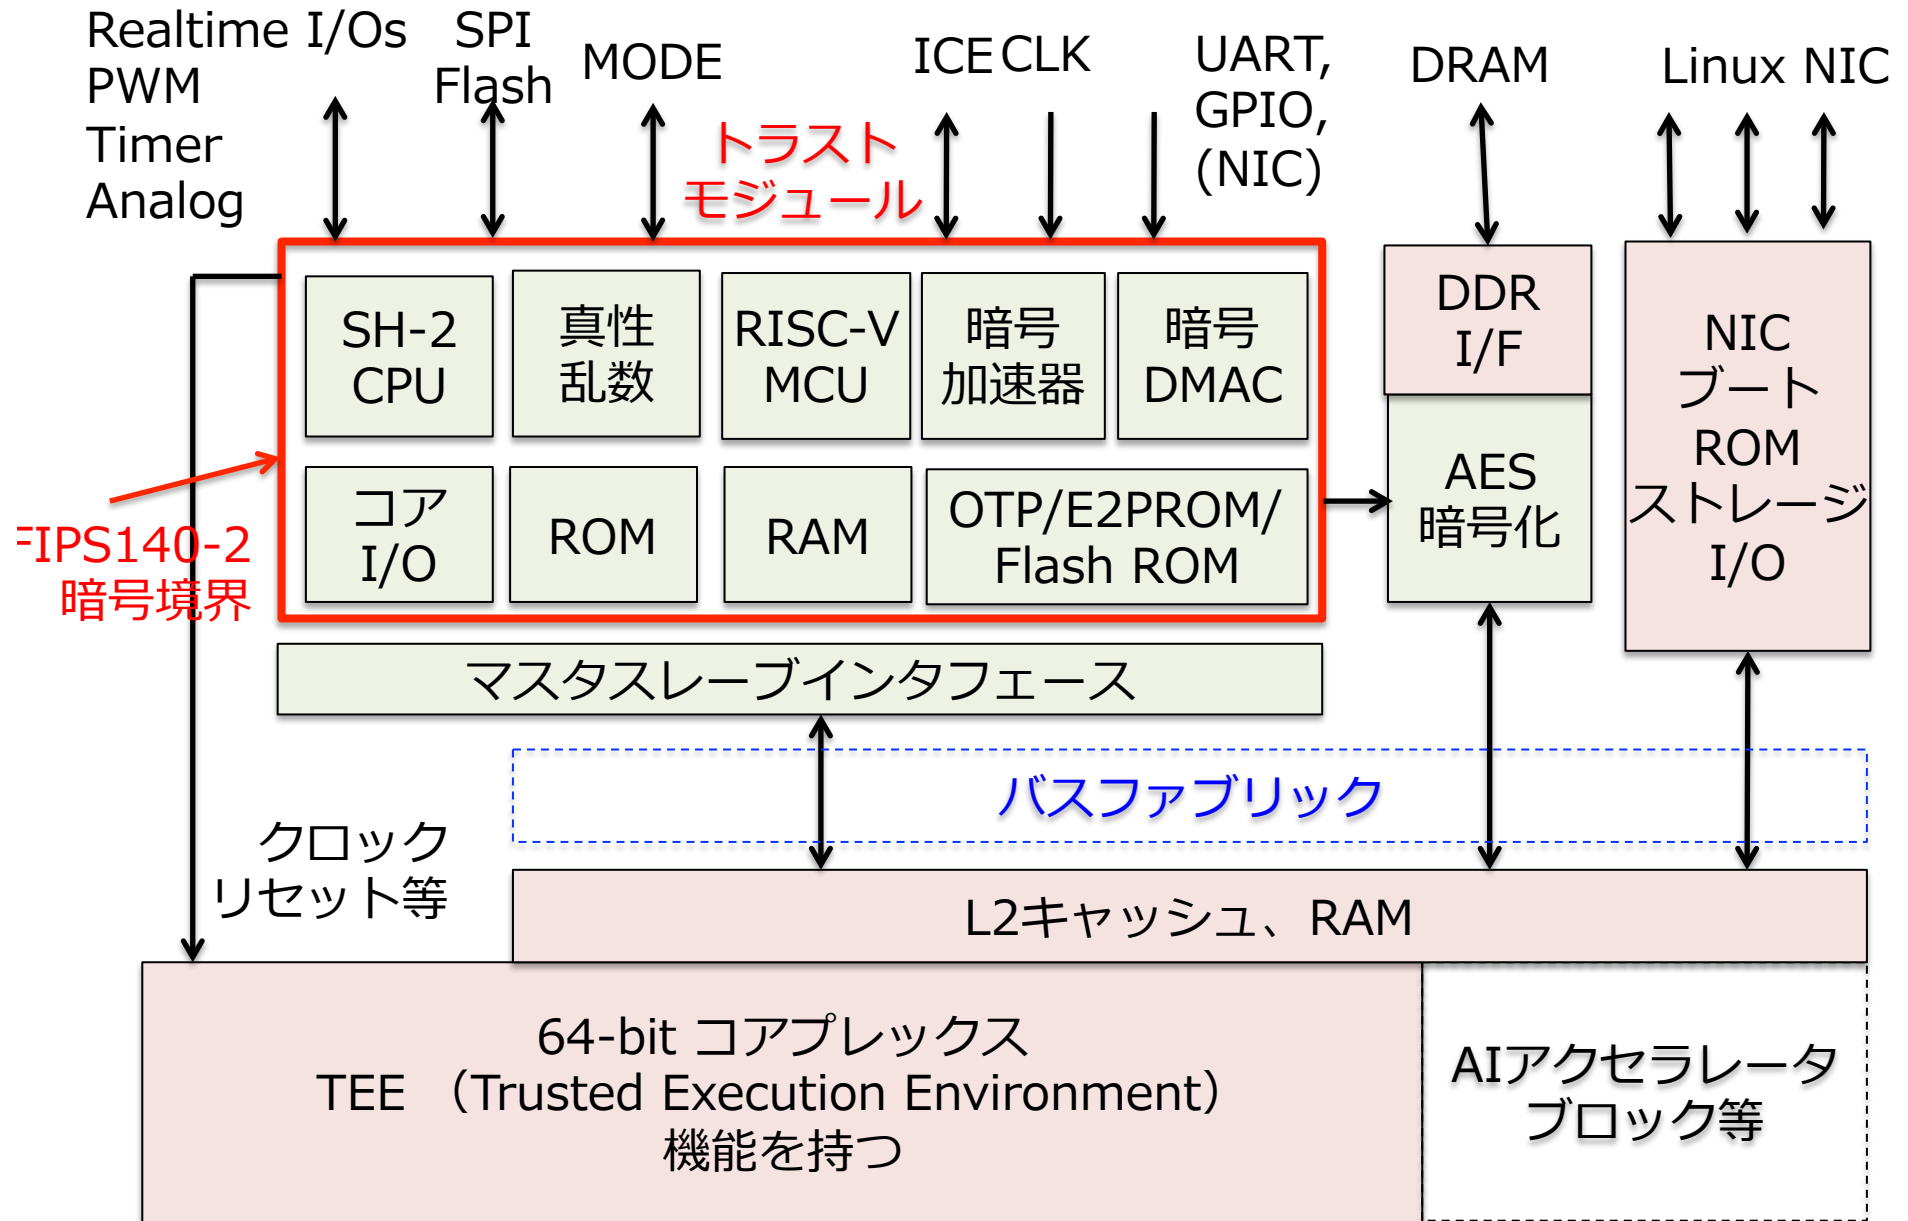 Realtime I/Os
PWM
Timer
Analog
SPI
Flash
MODE
トラスト
モジュール
ICE
CLK
UART,
GPIO,
(NIC)
DRAM
Linux NIC
SH-2
CPU
真性
乱数
RISC-V
MCU
暗号
加速器
暗号
DMAC
DDR
I/F
NIC
ブート
ROM
ストレージ
I/O
コア
I/O
ROM
RAM
OTP/E2PROM/
Flash ROM
AES
暗号化
FIPS140-2
暗号境界
マスタスレーブインタフェース
バスファブリック
クロック
リセット等
L2キャッシュ、RAM
64-bit コアプレックス
TEE （Trusted Execution Environment）
機能を持つ
AIアクセラレータ
ブロック等